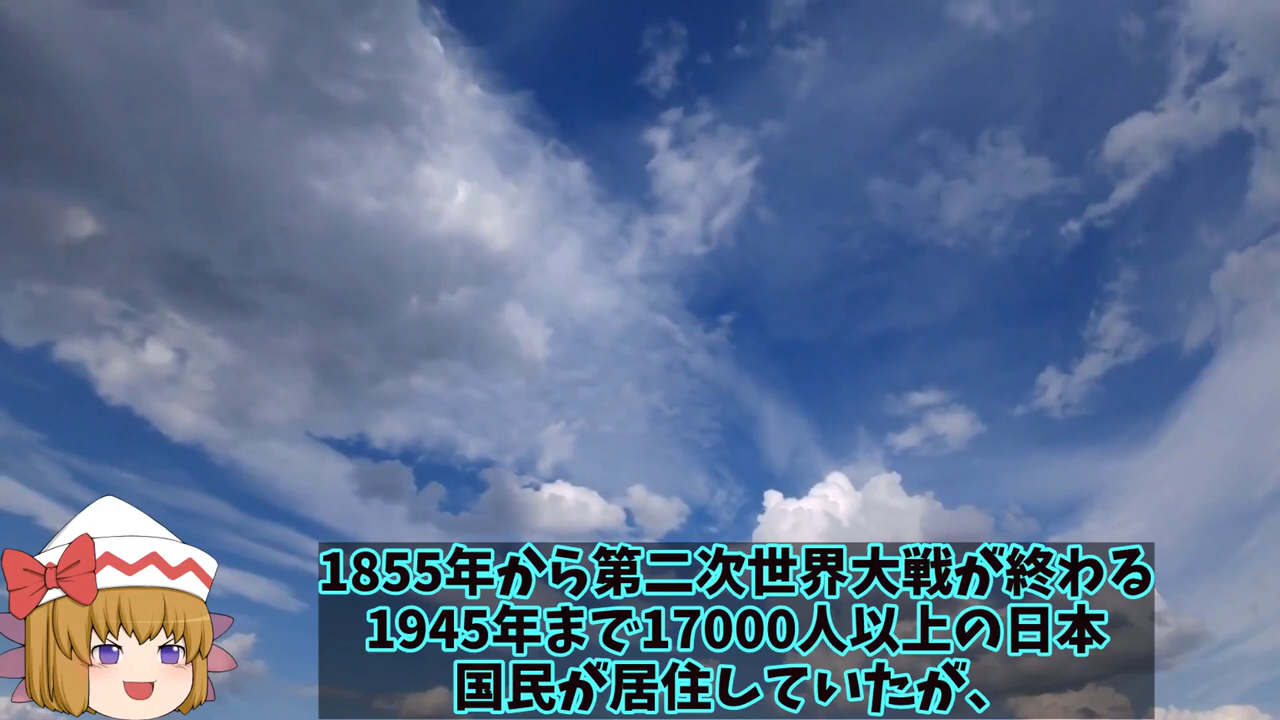 1855年から第二次世界大戦が終わる
1945年まで17000人以上の日本
国民が居住していたが、